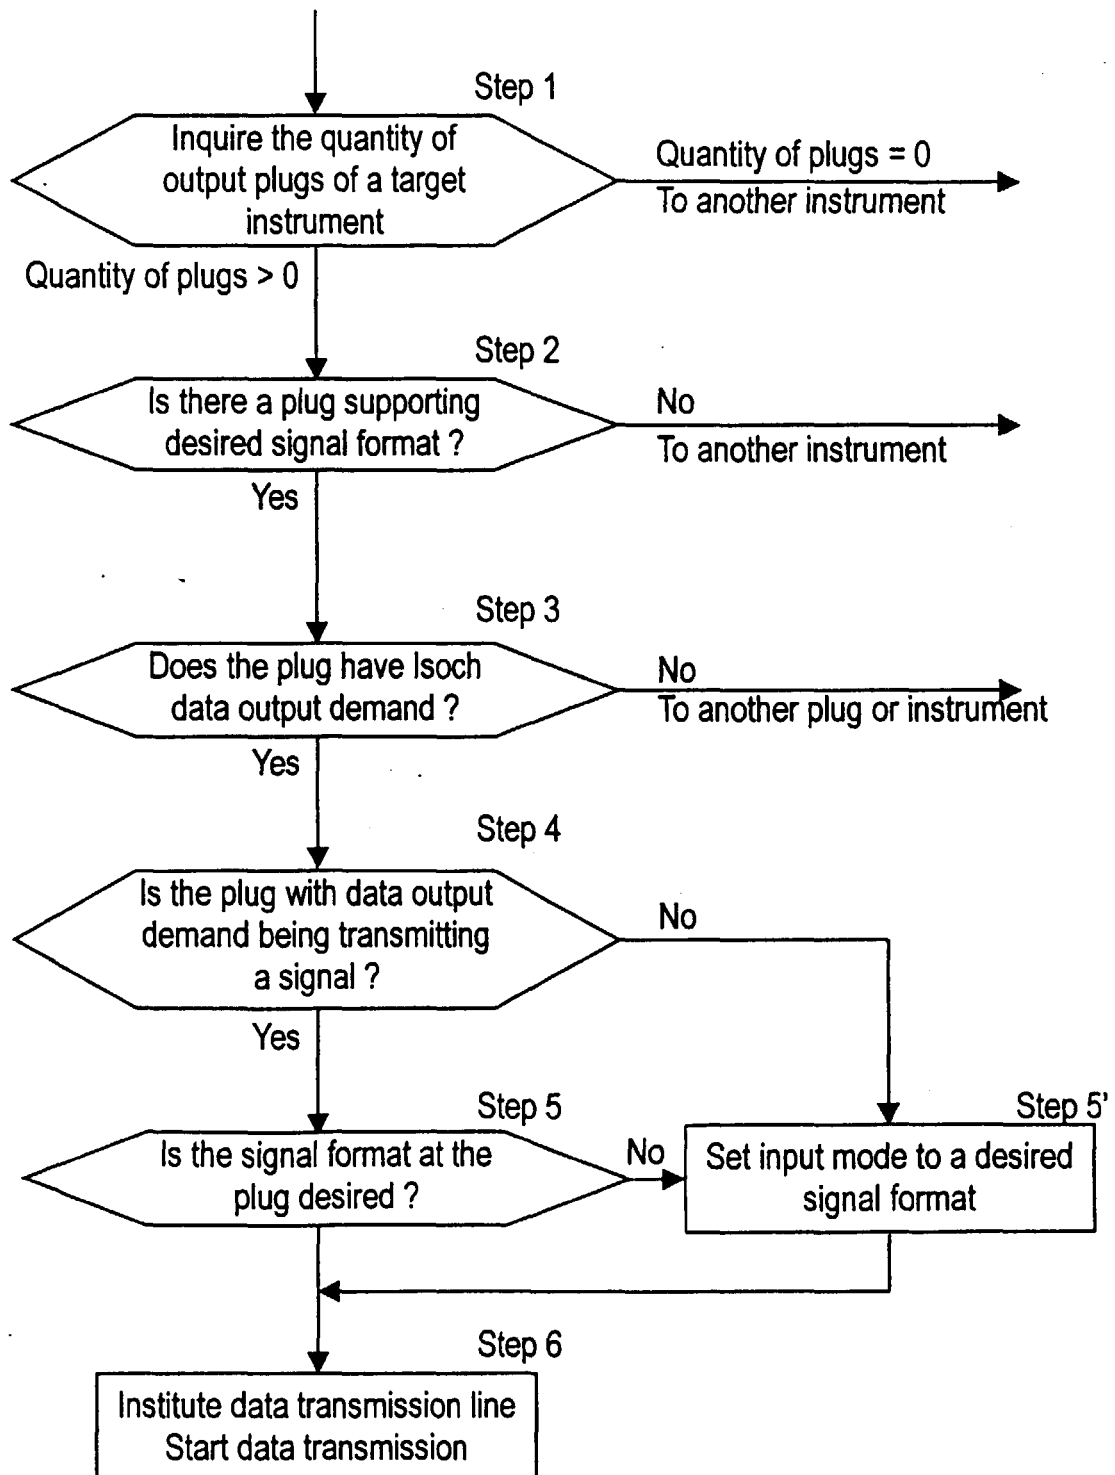 Step 1
Inquire the quantity of
output plugs of a target
instrument
Quantity of plugs = 0
To another instrument
Quantity of plugs > 0
Step 2
Is there a plug supporting
desired signal format ?
No
To another instrument
Yes
Step 3
Does the plug have Isoch
data output demand ?
No
To another plug or instrument
Yes
Step 4
Is the plug with data output
demand being transmitting
a signal ?
No
Yes
Step 5
Is the signal format at the
plug desired ?
No
Step 5'
Set input mode to a desired
signal format
Step 6
Institute data transmission line
Start data transmission